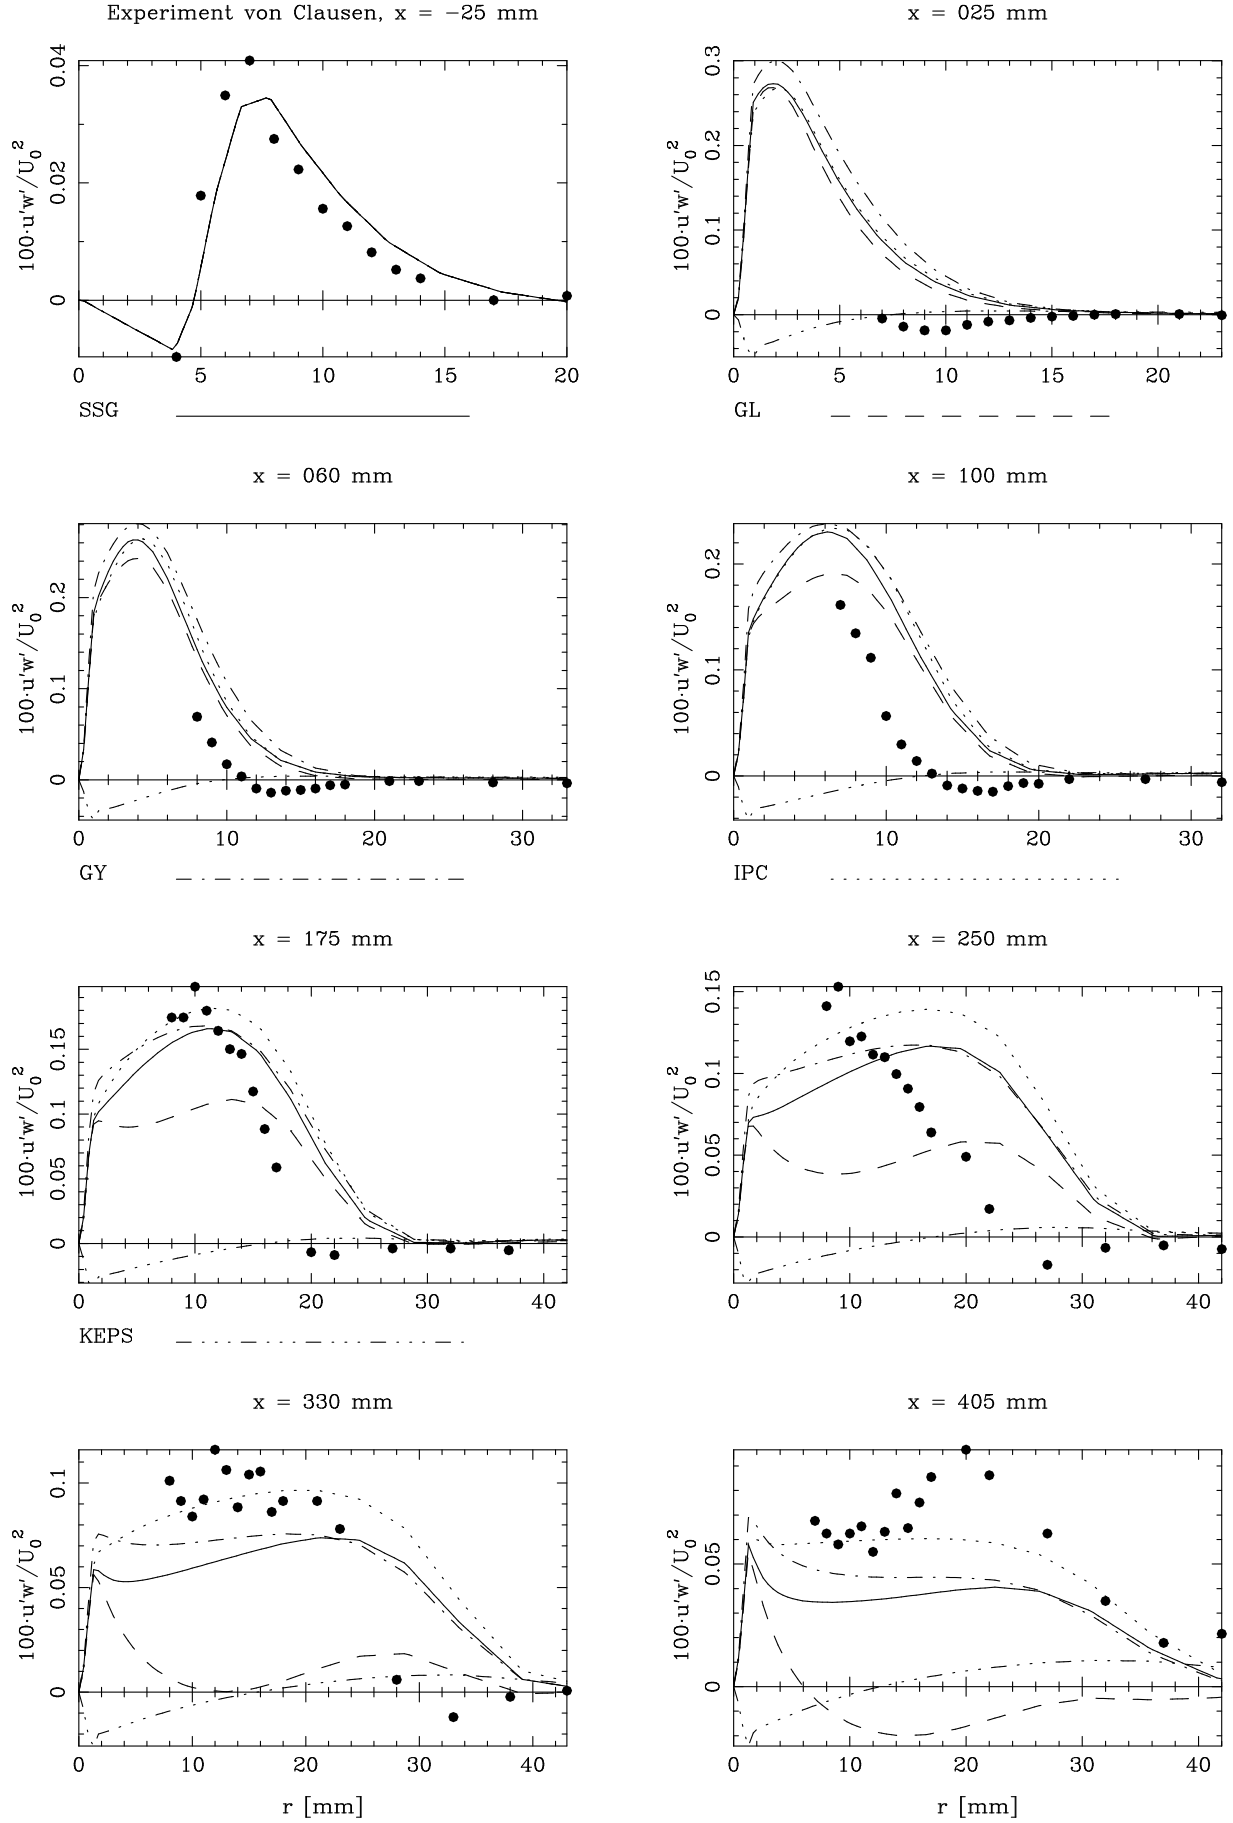 Experiment von Clausen, x = −25 mm
x = 025 mm
0.04
0.02
0
100·u'w'/U₀²
0 5 10 15 20
SSG
0.3
0.2
0.1
0
100·u'w'/U₀²
0 5 10 15 20
GL
x = 060 mm
x = 100 mm
0.2
0.1
0
100·u'w'/U₀²
0 10 20 30
GY
0.2
0.1
0
100·u'w'/U₀²
0 10 20 30
IPC
x = 175 mm
x = 250 mm
0.15
0.1
0.05
0
100·u'w'/U₀²
0 10 20 30 40
KEPS
0.15
0.1
0.05
0
100·u'w'/U₀²
0 10 20 30 40
x = 330 mm
x = 405 mm
0.1
0.05
0
100·u'w'/U₀²
0 10 20 30 40
r [mm]
0.05
0
100·u'w'/U₀²
0 10 20 30 40
r [mm]